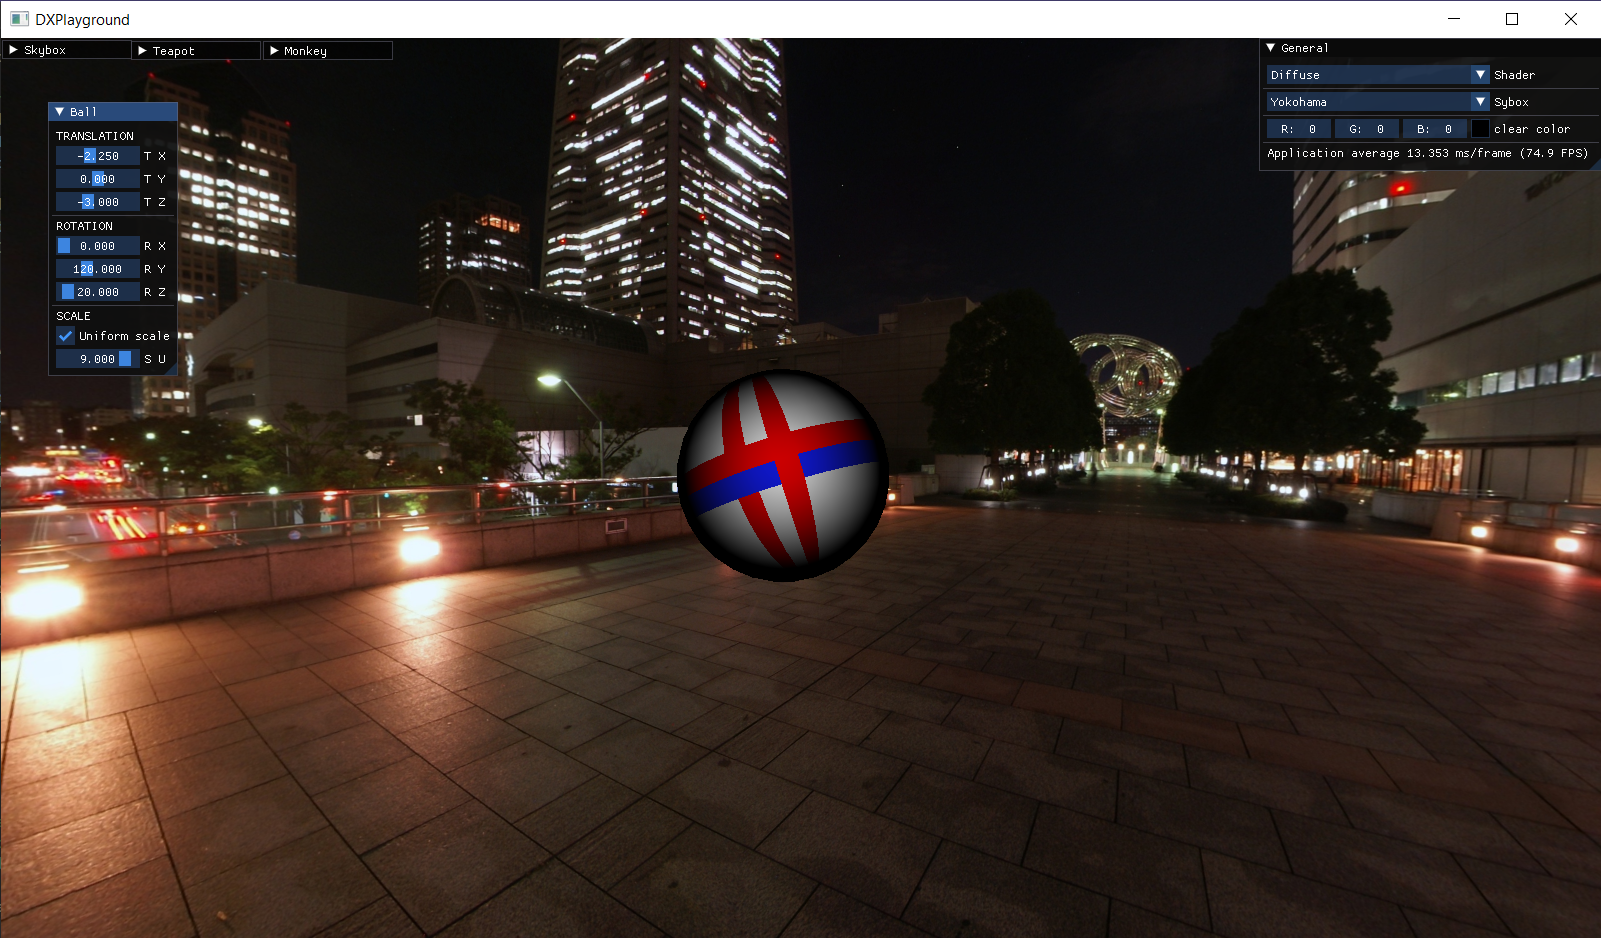 DXPlayground
Skybox
Teapot
Monkey
Ball
TRANSLATION
-2.250 T X
0.000 T Y
-3.000 T Z
ROTATION
0.000 R X
120.000 R Y
20.000 R Z
SCALE
Uniform scale
9.000 S U
General
Diffuse Shader
Yokohama Sybox
R: 0 G: 0 B: 0 clear color
Application average 13.353 ms/frame (74.9 FPS)